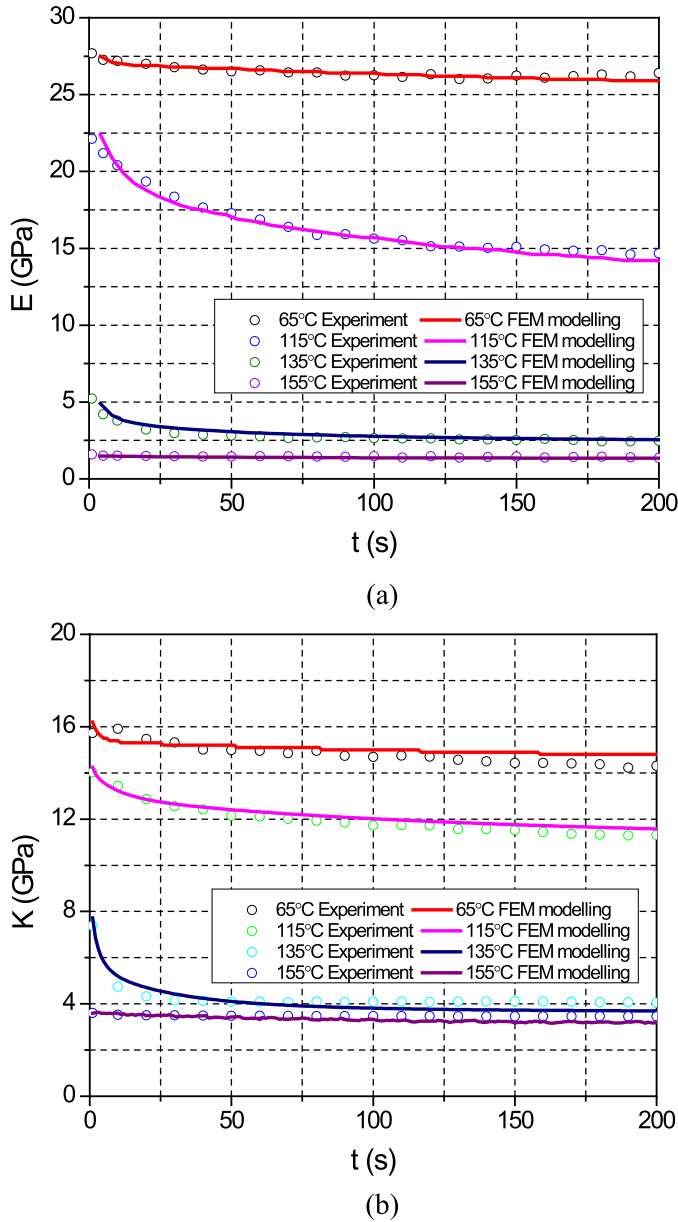 30
25
20
15
10
5
0
E (GPa)
65°C Experiment 65°C FEM modelling
115°C Experiment 115°C FEM modelling
135°C Experiment 135°C FEM modelling
155°C Experiment 155°C FEM modelling
0 50 100 150 200
t (s)
(a)
20
16
12
8
4
0
K (GPa)
65°C Experiment 65°C FEM modelling
115°C Experiment 115°C FEM modelling
135°C Experiment 135°C FEM modelling
155°C Experiment 155°C FEM modelling
0 50 100 150 200
t (s)
(b)